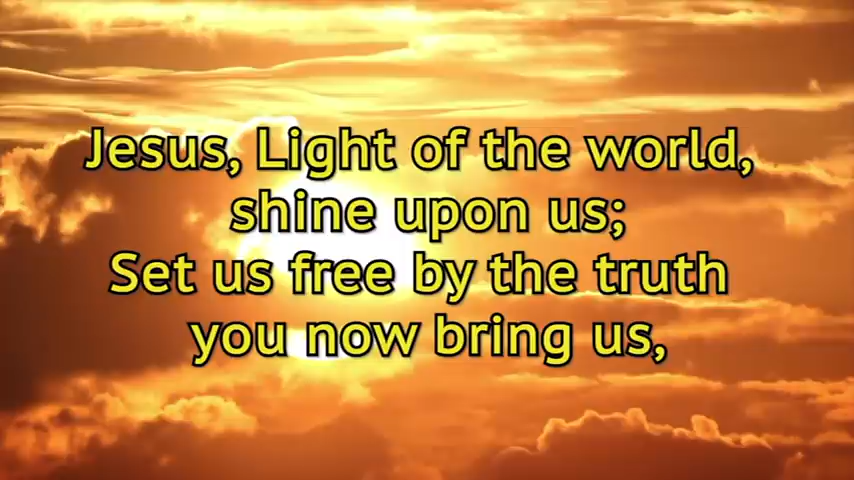 Jesus, Light of the world,
shine upon us;
Set us free by the truth
you now bring us,